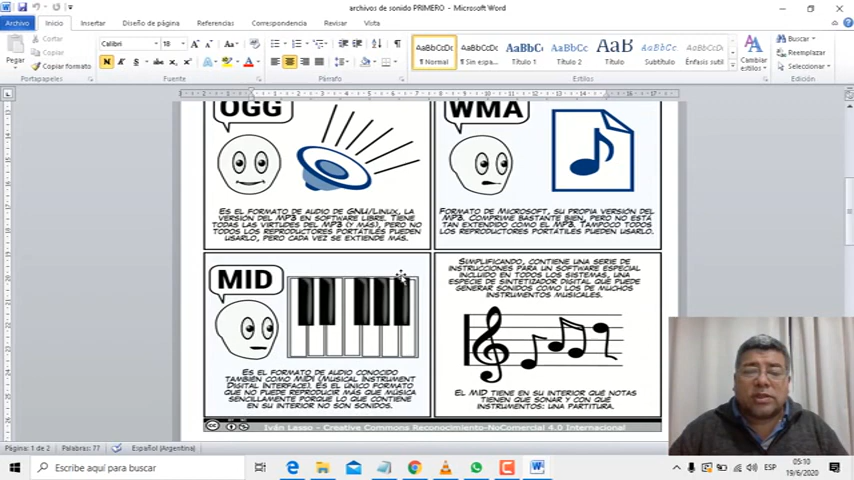 archivos de sonido PRIMERO - Microsoft Word
Archivo Inicio Insertar Diseño de página Referencias Correspondencia Revisar Vista
Pegar
Cortar
Copiar
Copiar formato
Portapapeles
Calibri 18
Fuente
Párrafo
AaBbCcDc AaBbCcDc AaBbC AaBbCc AaB AaBbCc. AaBbCcDc
¶ Normal ¶ Sin espa... Título 1 Título 2 Título Subtítulo Énfasis sutil
Estilos
Cambiar estilos
Buscar
Reemplazar
Seleccionar
Edición
OGG
ES EL FORMATO DE AUDIO DE GNU/LINUX, LA
VERSIÓN DEL MP3 EN SOFTWARE LIBRE. TIENE
TODAS LAS VIRTUDES DEL MP3 (Y MÁS), PERO NO
TODOS LOS REPRODUCTORES PORTÁTILES PUEDEN
USARLO, PERO CADA VEZ SE EXTIENDE MÁS.
WMA
FORMATO DE MICROSOFT, SU PROPIA VERSIÓN DEL
MP3. COMPRIME BASTANTE BIEN, PERO NO ESTÁ
TAN EXTENDIDO COMO EL MP3. TAMPOCO TODOS
LOS REPRODUCTORES PORTÁTILES PUEDEN USARLO.
MID
ES EL FORMATO DE AUDIO CONOCIDO
TAMBIÉN COMO MIDI (MUSICAL INSTRUMENT
DIGITAL INTERFACE). ES EL ÚNICO FORMATO
QUE NO PUEDE REPRODUCIR MÁS QUE MÚSICA
SENCILLAMENTE PORQUE LO QUE CONTIENE
EN SU INTERIOR NO SON SONIDOS.
SIMPLIFICANDO, CONTIENE UNA SERIE DE
INSTRUCCIONES PARA UN SOFTWARE ESPECIAL
INCLUIDO EN TODOS LOS SISTEMAS, UNA
ESPECIE DE SINTETIZADOR DIGITAL QUE PUEDE
GENERAR SONIDOS COMO LOS DE MUCHOS
INSTRUMENTOS MUSICALES.
EL MID TIENE EN SU INTERIOR QUÉ NOTAS
TIENEN QUE SONAR Y CON QUÉ
INSTRUMENTOS: UNA PARTITURA.
Iván Lasso - Creative Commons Reconocimiento-NoComercial 4.0 Internacional
Página: 1 de 2 Palabras: 77 Español (Argentina)
Escribe aquí para buscar
ESP
05:10
19/6/2020